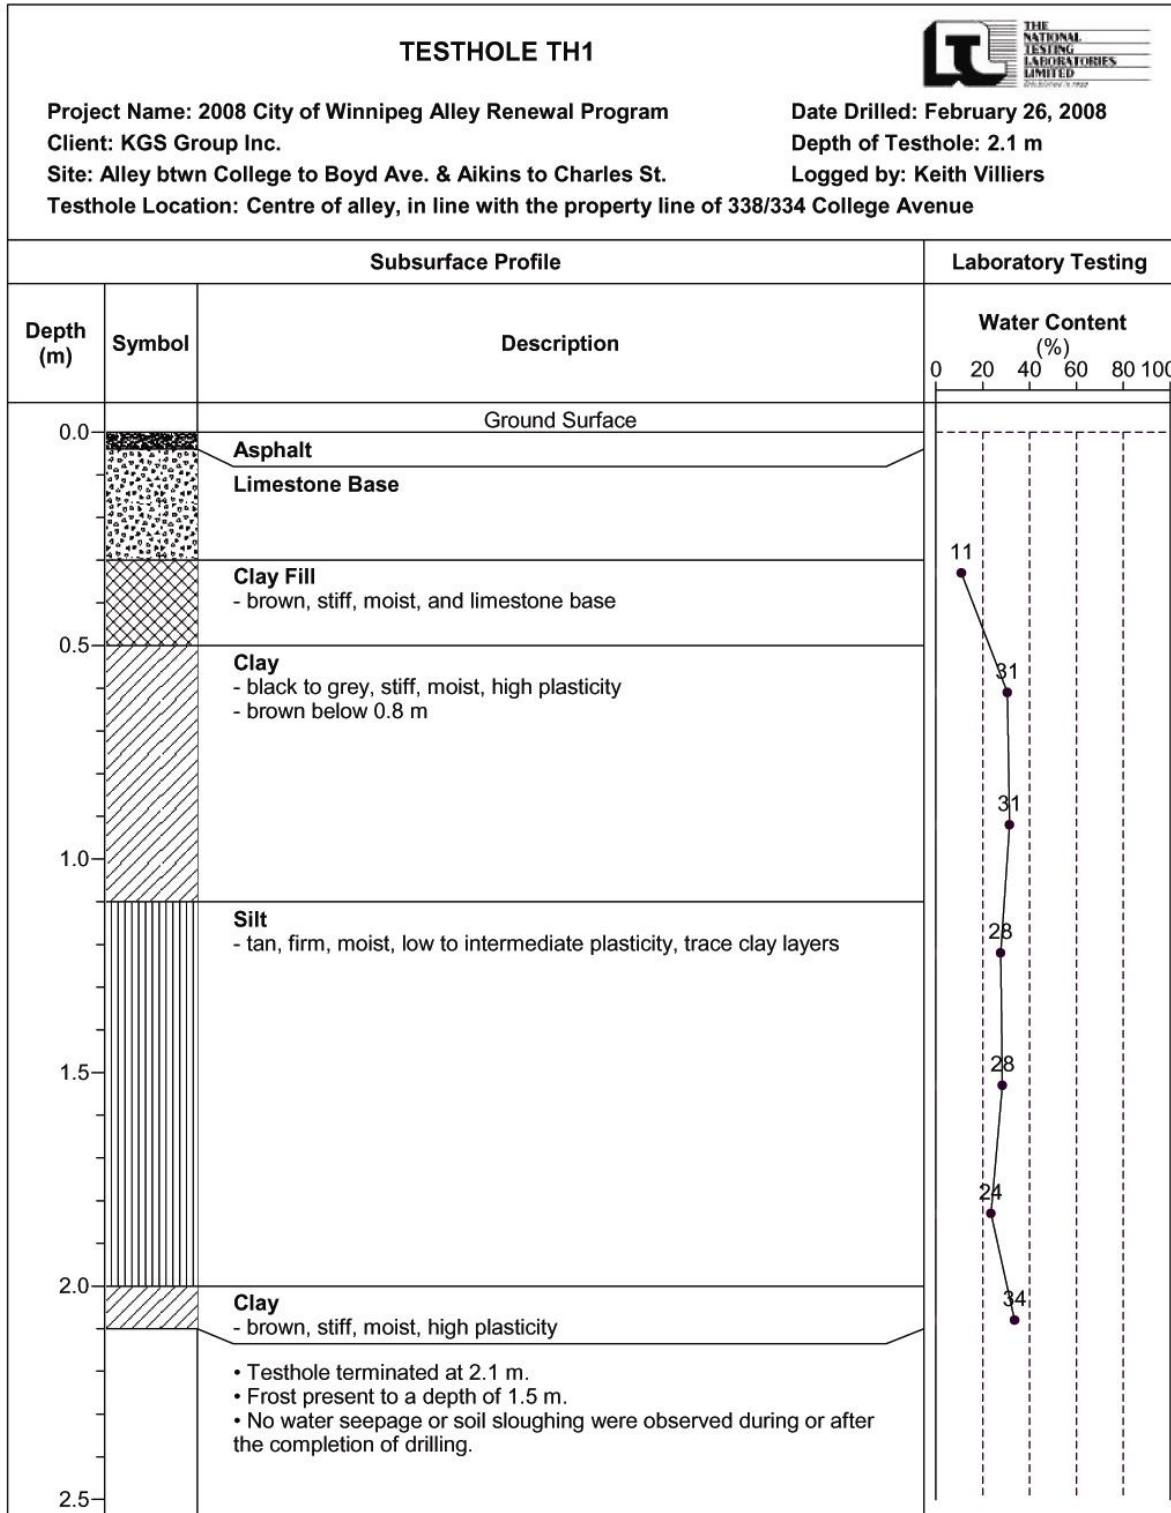 TESTHOLE TH1
THE
NATIONAL
TESTING
LABORATORIES
LIMITED
Established in 1923
Project Name: 2008 City of Winnipeg Alley Renewal Program
Date Drilled: February 26, 2008
Client: KGS Group Inc.
Depth of Testhole: 2.1 m
Site: Alley btwn College to Boyd Ave. & Aikins to Charles St.
Logged by: Keith Villiers
Testhole Location: Centre of alley, in line with the property line of 338/334 College Avenue
Subsurface Profile
Laboratory Testing
Depth
(m)
Symbol
Description
Water Content
(%)
0 20 40 60 80 100
Ground Surface
0.0
Asphalt
Limestone Base
11
Clay Fill
- brown, stiff, moist, and limestone base
0.5
Clay
31
- black to grey, stiff, moist, high plasticity
- brown below 0.8 m
31
1.0
Silt
28
- tan, firm, moist, low to intermediate plasticity, trace clay layers
28
1.5
24
2.0
Clay
34
- brown, stiff, moist, high plasticity
• Testhole terminated at 2.1 m.
• Frost present to a depth of 1.5 m.
• No water seepage or soil sloughing were observed during or after
the completion of drilling.
2.5